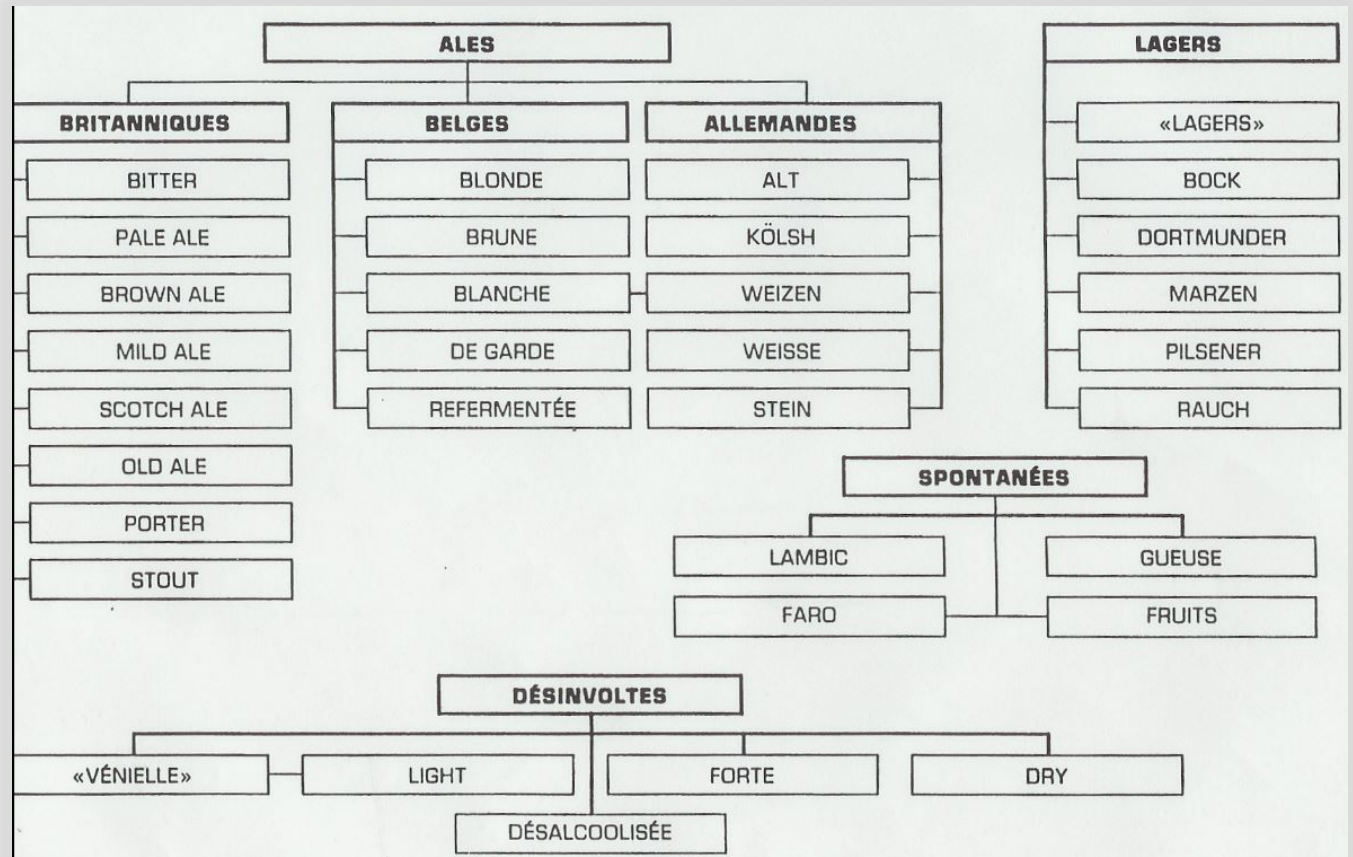 ALES
BRITANNIQUES
BITTER
PALE ALE
BROWN ALE
MILD ALE
SCOTCH ALE
OLD ALE
PORTER
STOUT
BELGES
BLONDE
BRUNE
BLANCHE
DE GARDE
REFERMENTÉE
ALLEMANDES
ALT
KÖLSH
WEIZEN
WEISSE
STEIN
LAGERS
«LAGERS»
BOCK
DORTMUNDER
MARZEN
PILSENER
RAUCH
SPONTANÉES
LAMBIC
GUEUSE
FARO
FRUITS
DÉSINVOLTES
«VÉNIELLE»
LIGHT
FORTE
DRY
DÉSALCOOLISÉE